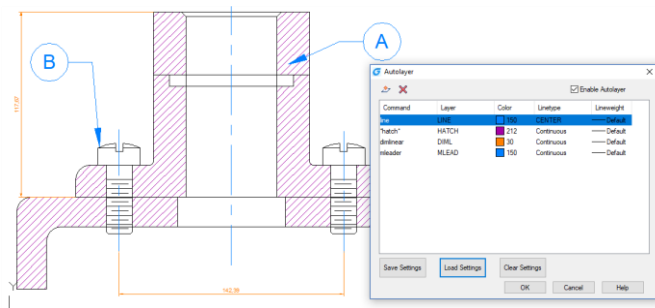 A
B
117,87
142,39
Y
Autolayer
Enable Autolayer
Command Layer Color Linetype Lineweight
line LINE 150 CENTER Default
*hatch* HATCH 212 Continuous Default
dimlinear DIML 30 Continuous Default
mleader MLEAD 150 Continuous Default
Save Settings Load Settings Clear Settings
OK Cancel Help